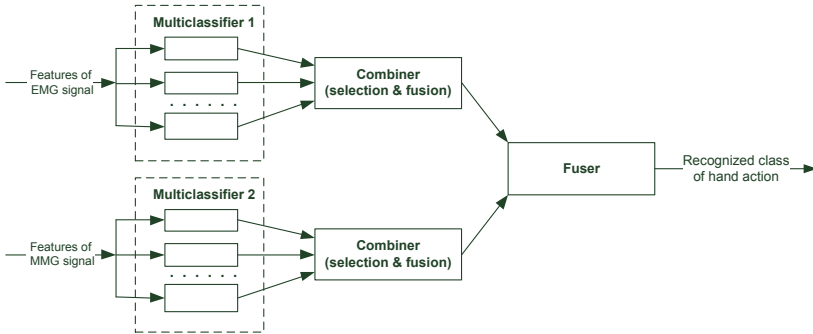 Multiclassifier 1
Features of
EMG signal
. . . . . .
Combiner
(selection & fusion)
Fuser
Recognized class
of hand action
Multiclassifier 2
Features of
MMG signal
. . . . . .
Combiner
(selection & fusion)